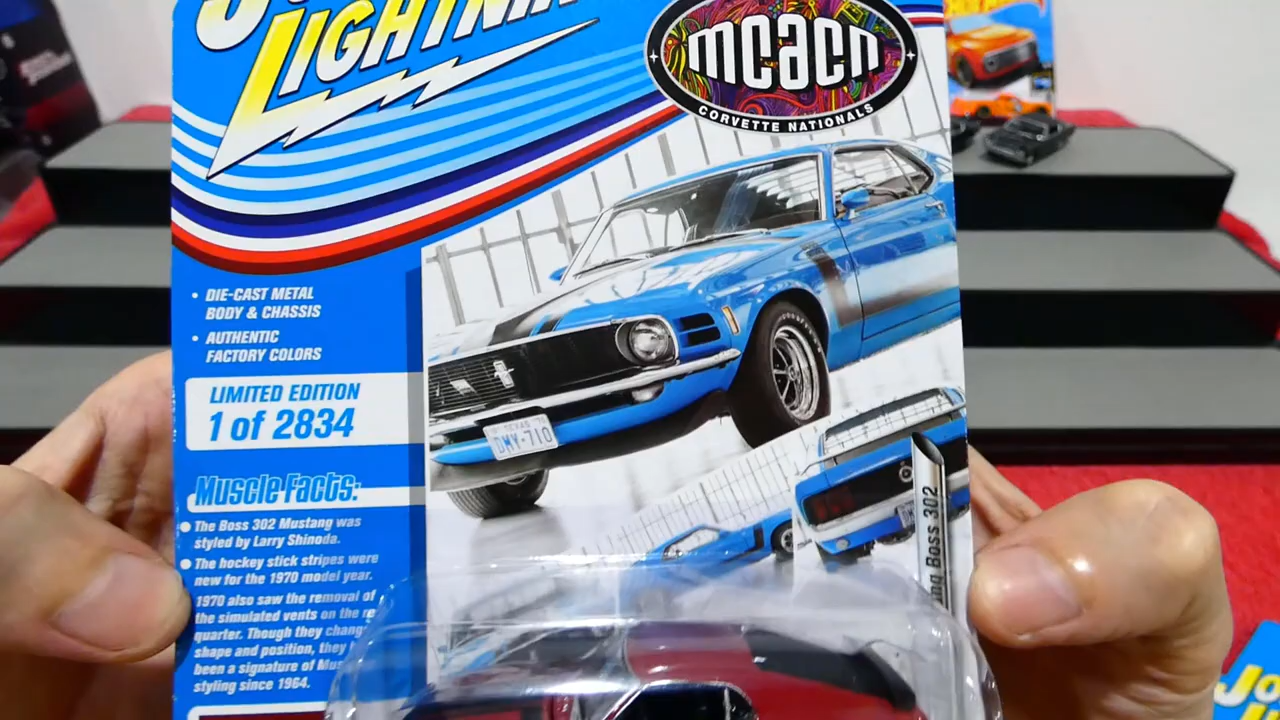 LIGHTNIN
mcacn
CORVETTE NATIONALS
• DIE-CAST METAL
BODY & CHASSIS
• AUTHENTIC
FACTORY COLORS
LIMITED EDITION
1 of 2834
TEXAS
DMY·710
Muscle Facts:
• The Boss 302 Mustang was
styled by Larry Shinoda.
• The hockey stick stripes were
new for the 1970 model year.
1970 also saw the removal of
the simulated vents on the re
quarter. Though they chang
shape and position, they
been a signature of Mus
styling since 1964.
ng Boss 302
Jo